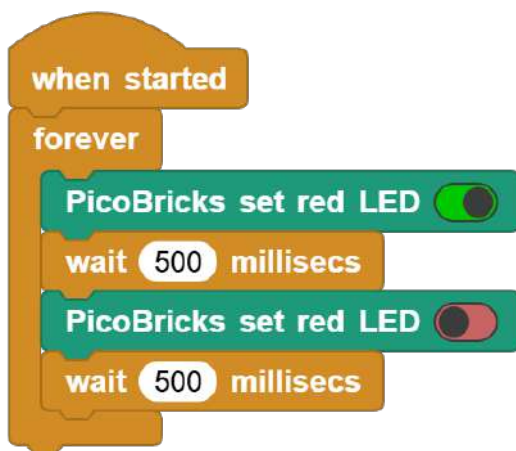 when started
forever
PicoBricks set red LED
wait 500 millisecs
PicoBricks set red LED
wait 500 millisecs